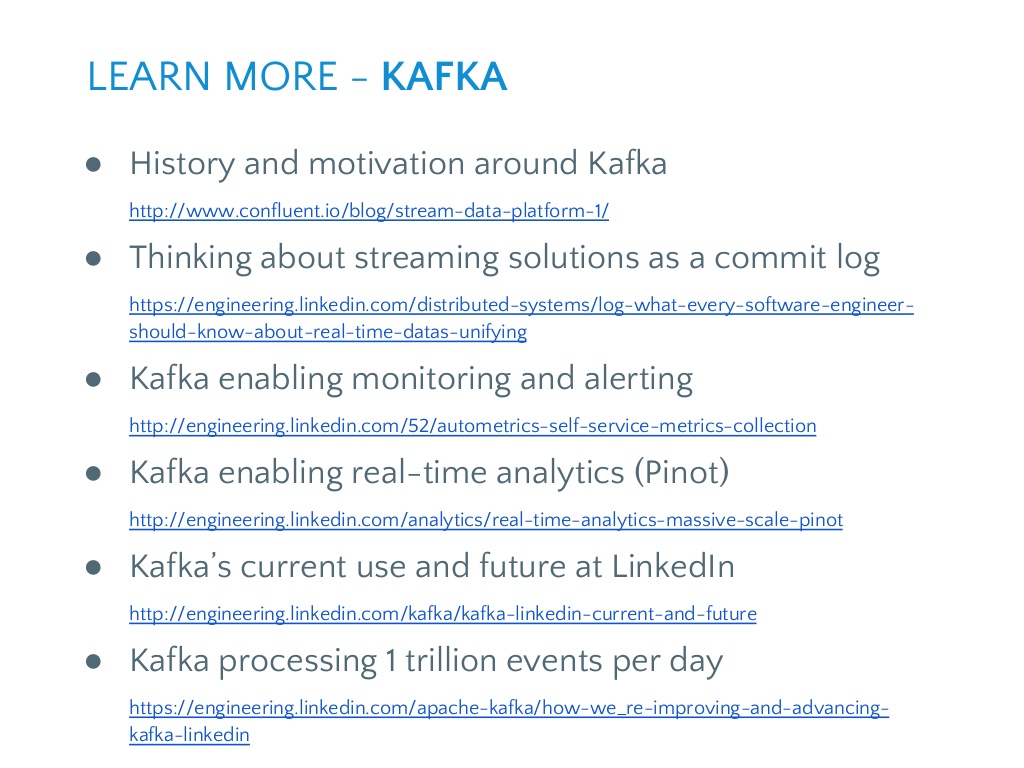 LEARN MORE – KAFKA
● History and motivation around Kafka
http://www.confluent.io/blog/stream-data-platform-1/
● Thinking about streaming solutions as a commit log
https://engineering.linkedin.com/distributed-systems/log-what-every-software-engineer-
should-know-about-real-time-datas-unifying
● Kafka enabling monitoring and alerting
http://engineering.linkedin.com/52/autometrics-self-service-metrics-collection
● Kafka enabling real-time analytics (Pinot)
http://engineering.linkedin.com/analytics/real-time-analytics-massive-scale-pinot
● Kafka’s current use and future at LinkedIn
http://engineering.linkedin.com/kafka/kafka-linkedin-current-and-future
● Kafka processing 1 trillion events per day
https://engineering.linkedin.com/apache-kafka/how-we_re-improving-and-advancing-
kafka-linkedin